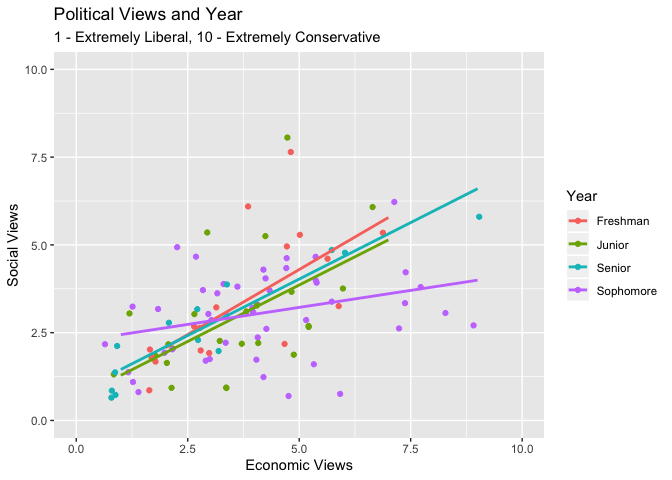 Political Views and Year
1 - Extremely Liberal, 10 - Extremely Conservative
10.0
7.5
5.0
2.5
0.0
Social Views
0.0 2.5 5.0 7.5 10.0
Economic Views
Year
Freshman
Junior
Senior
Sophomore